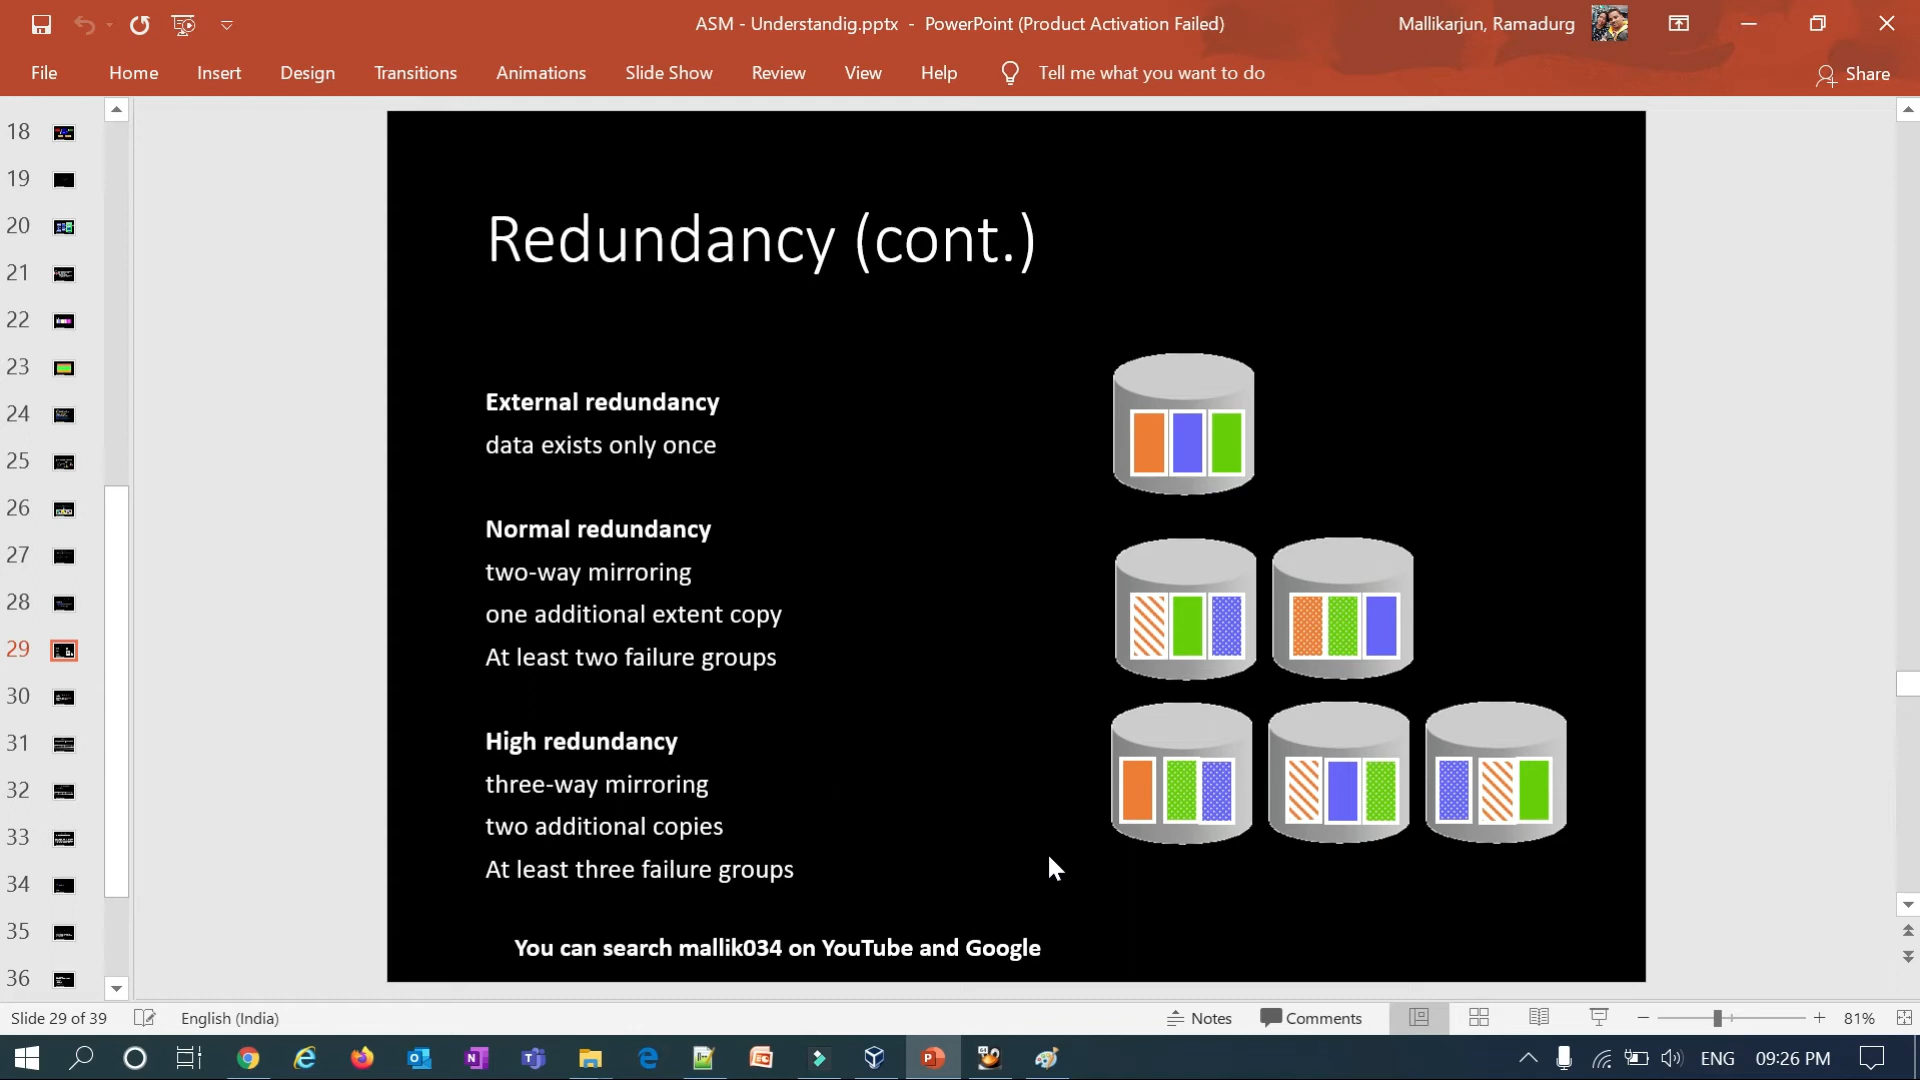 ASM - Understandig.pptx - PowerPoint (Product Activation Failed)
Mallikarjun, Ramadurg
File Home Insert Design Transitions Animations Slide Show Review View Help Tell me what you want to do Share
18
19
20
21
22
23
24
25
26
27
28
29
30
31
32
33
34
35
36
Redundancy (cont.)
External redundancy
data exists only once
Normal redundancy
two-way mirroring
one additional extent copy
At least two failure groups
High redundancy
three-way mirroring
two additional copies
At least three failure groups
You can search mallik034 on YouTube and Google
Slide 29 of 39 English (India) Notes Comments 81%
ENG 09:26 PM